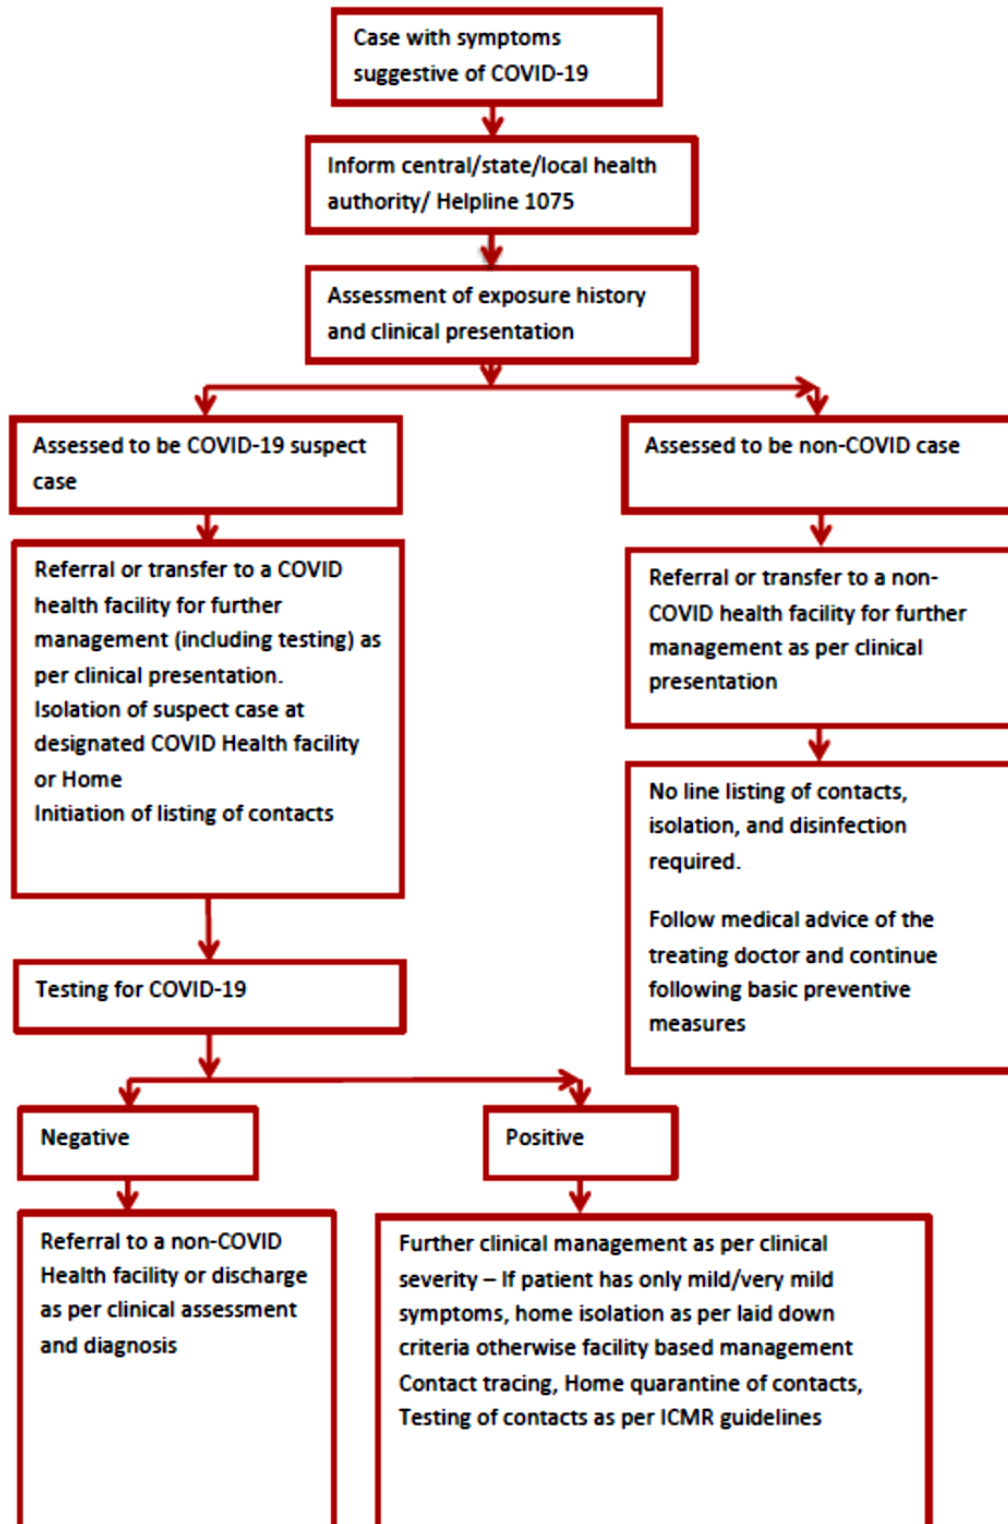 Case with symptoms
suggestive of COVID-19
Inform central/state/local health
authority/ Helpline 1075
Assessment of exposure history
and clinical presentation
Assessed to be COVID-19 suspect
case
Assessed to be non-COVID case
Referral or transfer to a COVID
health facility for further
management (including testing) as
per clinical presentation.
Isolation of suspect case at
designated COVID Health facility
or Home
Initiation of listing of contacts
Referral or transfer to a non-
COVID health facility for further
management as per clinical
presentation
No line listing of contacts,
isolation, and disinfection
required.
Follow medical advice of the
treating doctor and continue
following basic preventive
measures
Testing for COVID-19
Negative
Positive
Referral to a non-COVID
Health facility or discharge
as per clinical assessment
and diagnosis
Further clinical management as per clinical
severity – If patient has only mild/very mild
symptoms, home isolation as per laid down
criteria otherwise facility based management
Contact tracing, Home quarantine of contacts,
Testing of contacts as per ICMR guidelines